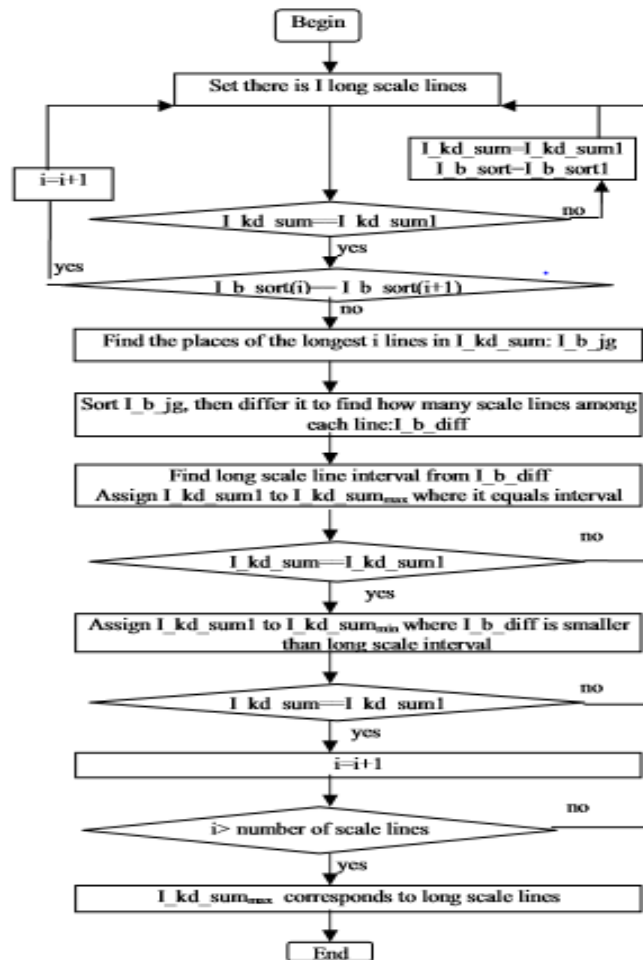 Begin
Set there is I long scale lines
I_kd_sum=I_kd_sum1
I_b_sort=I_b_sort1
i=i+1
I_kd_sum==I_kd_sum1
no
yes
yes
I_b_sort(i)==I_b_sort(i+1)
no
Find the places of the longest i lines in I_kd_sum: I_b_jg
Sort I_b_jg, then differ it to find how many scale lines among
each line:I_b_diff
Find long scale line interval from I_b_diff
Assign I_kd_sum1 to I_kd_summax where it equals interval
no
I_kd_sum==I_kd_sum1
yes
Assign I_kd_sum1 to I_kd_summin where I_b_diff is smaller
than long scale interval
no
I_kd_sum==I_kd_sum1
yes
i=i+1
no
i> number of scale lines
yes
I_kd_summax corresponds to long scale lines
End